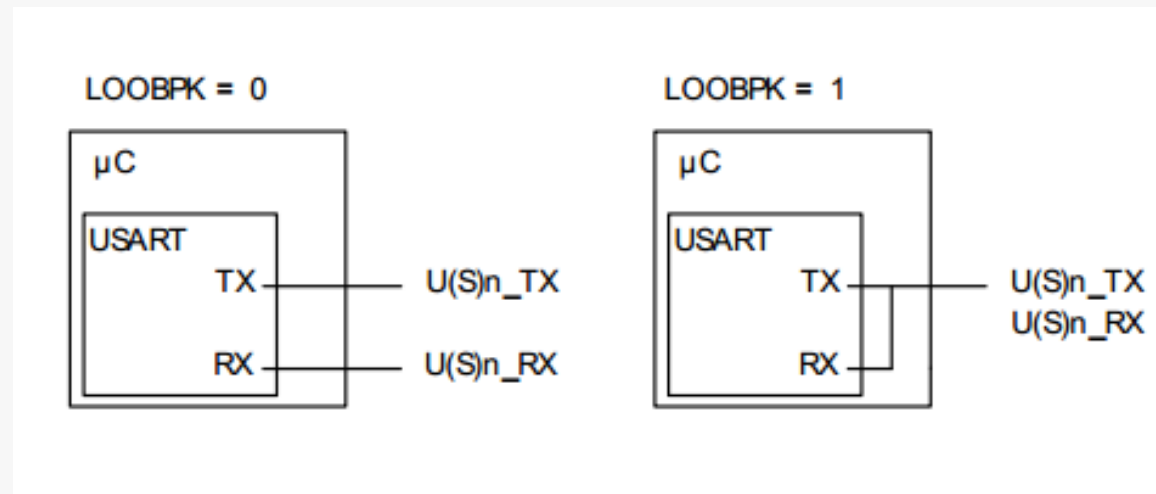 LOOBPK = 0
µC
USART
TX
U(S)n_TX
RX
U(S)n_RX
LOOBPK = 1
µC
USART
TX
U(S)n_TX
U(S)n_RX
RX